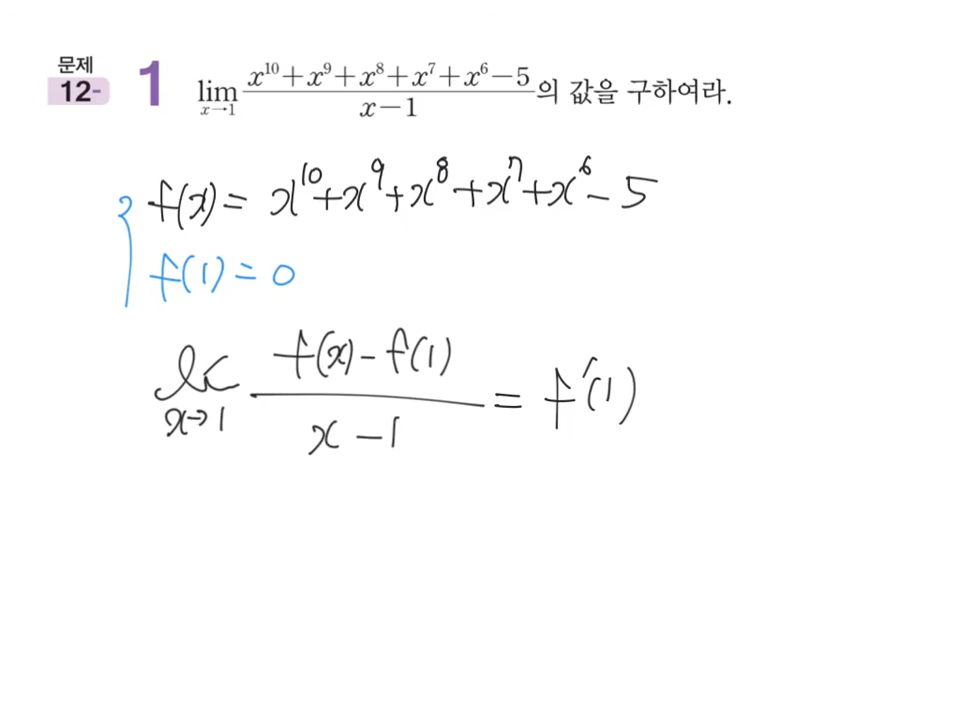 문제
12- 1 lim_{x→1} (x^{10}+x^{9}+x^{8}+x^{7}+x^{6}-5)/(x-1) 의 값을 구하여라.
f(x) = x^{10}+x^{9}+x^{8}+x^{7}+x^{6}-5
f(1) = 0
lim_{x→1} (f(x)-f(1))/(x-1) = f'(1)